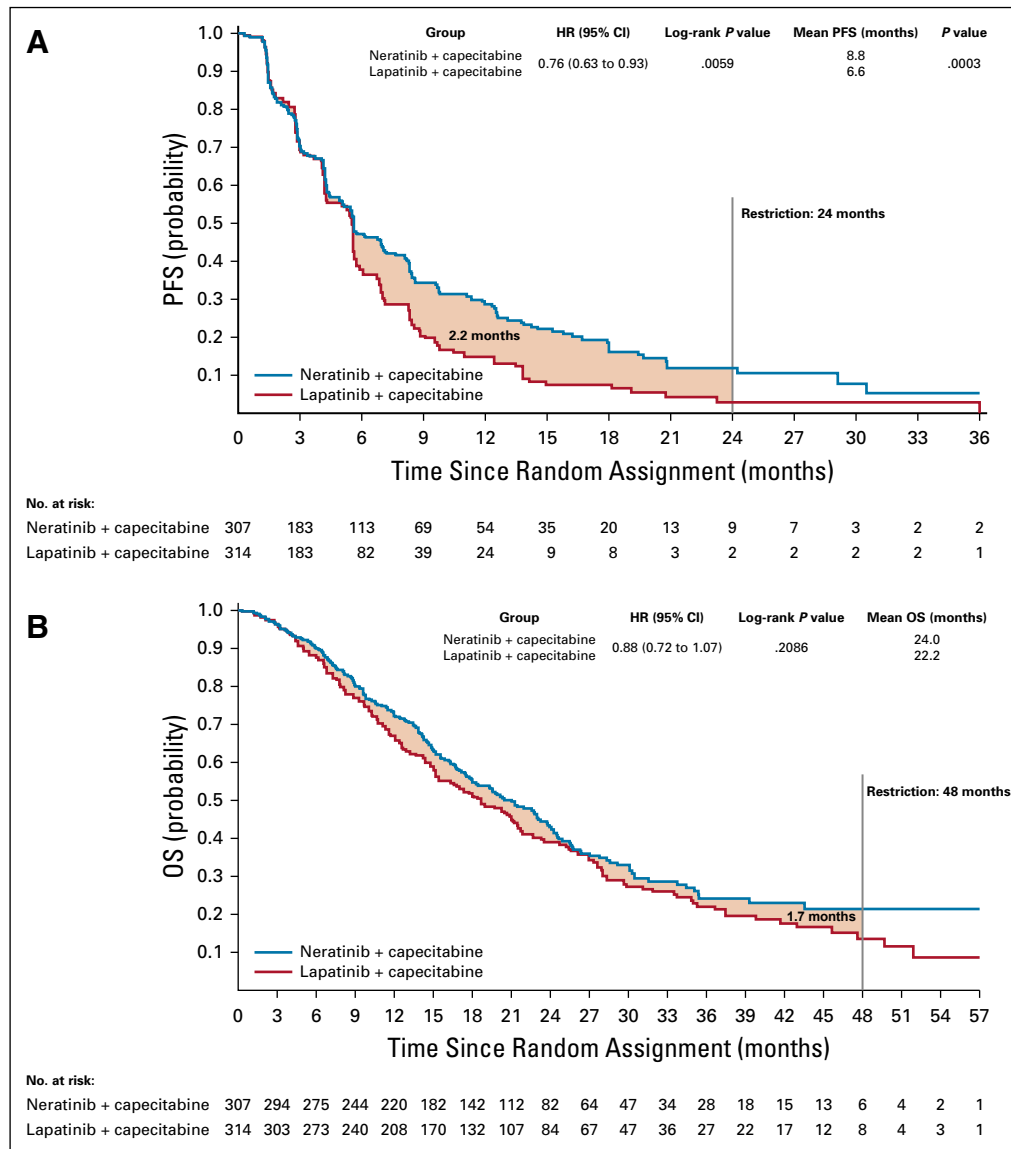 A
Group HR (95% CI) Log-rank P value Mean PFS (months) P value
Neratinib + capecitabine 0.76 (0.63 to 0.93) .0059 8.8 .0003
Lapatinib + capecitabine 6.6
1.0
0.9
0.8
0.7
0.6
0.5
0.4
0.3
0.2
0.1
PFS (probability)
Restriction: 24 months
2.2 months
Neratinib + capecitabine
Lapatinib + capecitabine
0 3 6 9 12 15 18 21 24 27 30 33 36
Time Since Random Assignment (months)
No. at risk:
Neratinib + capecitabine 307 183 113 69 54 35 20 13 9 7 3 2 2
Lapatinib + capecitabine 314 183 82 39 24 9 8 3 2 2 2 2 1
B
Group HR (95% CI) Log-rank P value Mean OS (months)
Neratinib + capecitabine 0.88 (0.72 to 1.07) .2086 24.0
Lapatinib + capecitabine 22.2
1.0
0.9
0.8
0.7
0.6
0.5
0.4
0.3
0.2
0.1
OS (probability)
Restriction: 48 months
1.7 months
Neratinib + capecitabine
Lapatinib + capecitabine
0 3 6 9 12 15 18 21 24 27 30 33 36 39 42 45 48 51 54 57
Time Since Random Assignment (months)
No. at risk:
Neratinib + capecitabine 307 294 275 244 220 182 142 112 82 64 47 34 28 18 15 13 6 4 2 1
Lapatinib + capecitabine 314 303 273 240 208 170 132 107 84 67 47 36 27 22 17 12 8 4 3 1